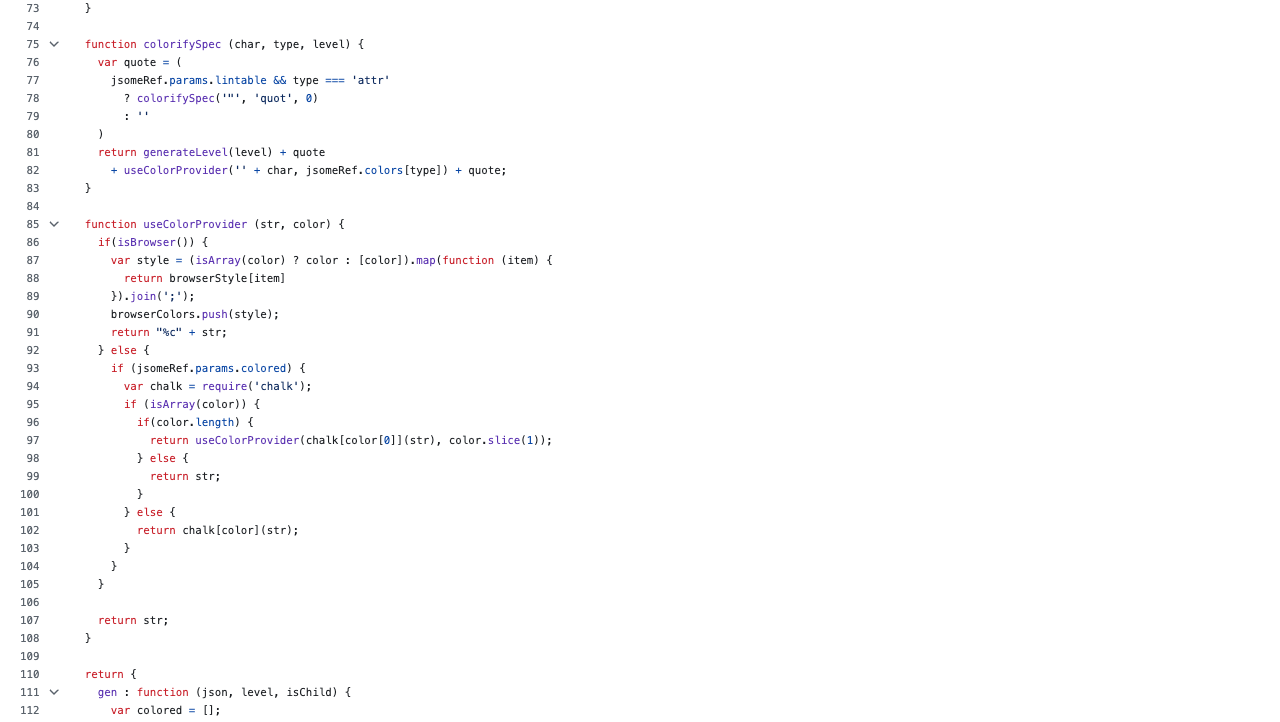 73 }
74
75 function colorifySpec (char, type, level) {
76 var quote = (
77 jsomeRef.params.lintable && type === 'attr'
78 ? colorifySpec('"', 'quot', 0)
79 : ''
80 )
81 return generateLevel(level) + quote
82 + useColorProvider('' + char, jsomeRef.colors[type]) + quote;
83 }
84
85 function useColorProvider (str, color) {
86 if(isBrowser()) {
87 var style = (isArray(color) ? color : [color]).map(function (item) {
88 return browserStyle[item]
89 }).join(';');
90 browserColors.push(style);
91 return "%c" + str;
92 } else {
93 if (jsomeRef.params.colored) {
94 var chalk = require('chalk');
95 if (isArray(color)) {
96 if(color.length) {
97 return useColorProvider(chalk[color[0]](str), color.slice(1));
98 } else {
99 return str;
100 }
101 } else {
102 return chalk[color](str);
103 }
104 }
105 }
106
107 return str;
108 }
109
110 return {
111 gen : function (json, level, isChild) {
112 var colored = [];